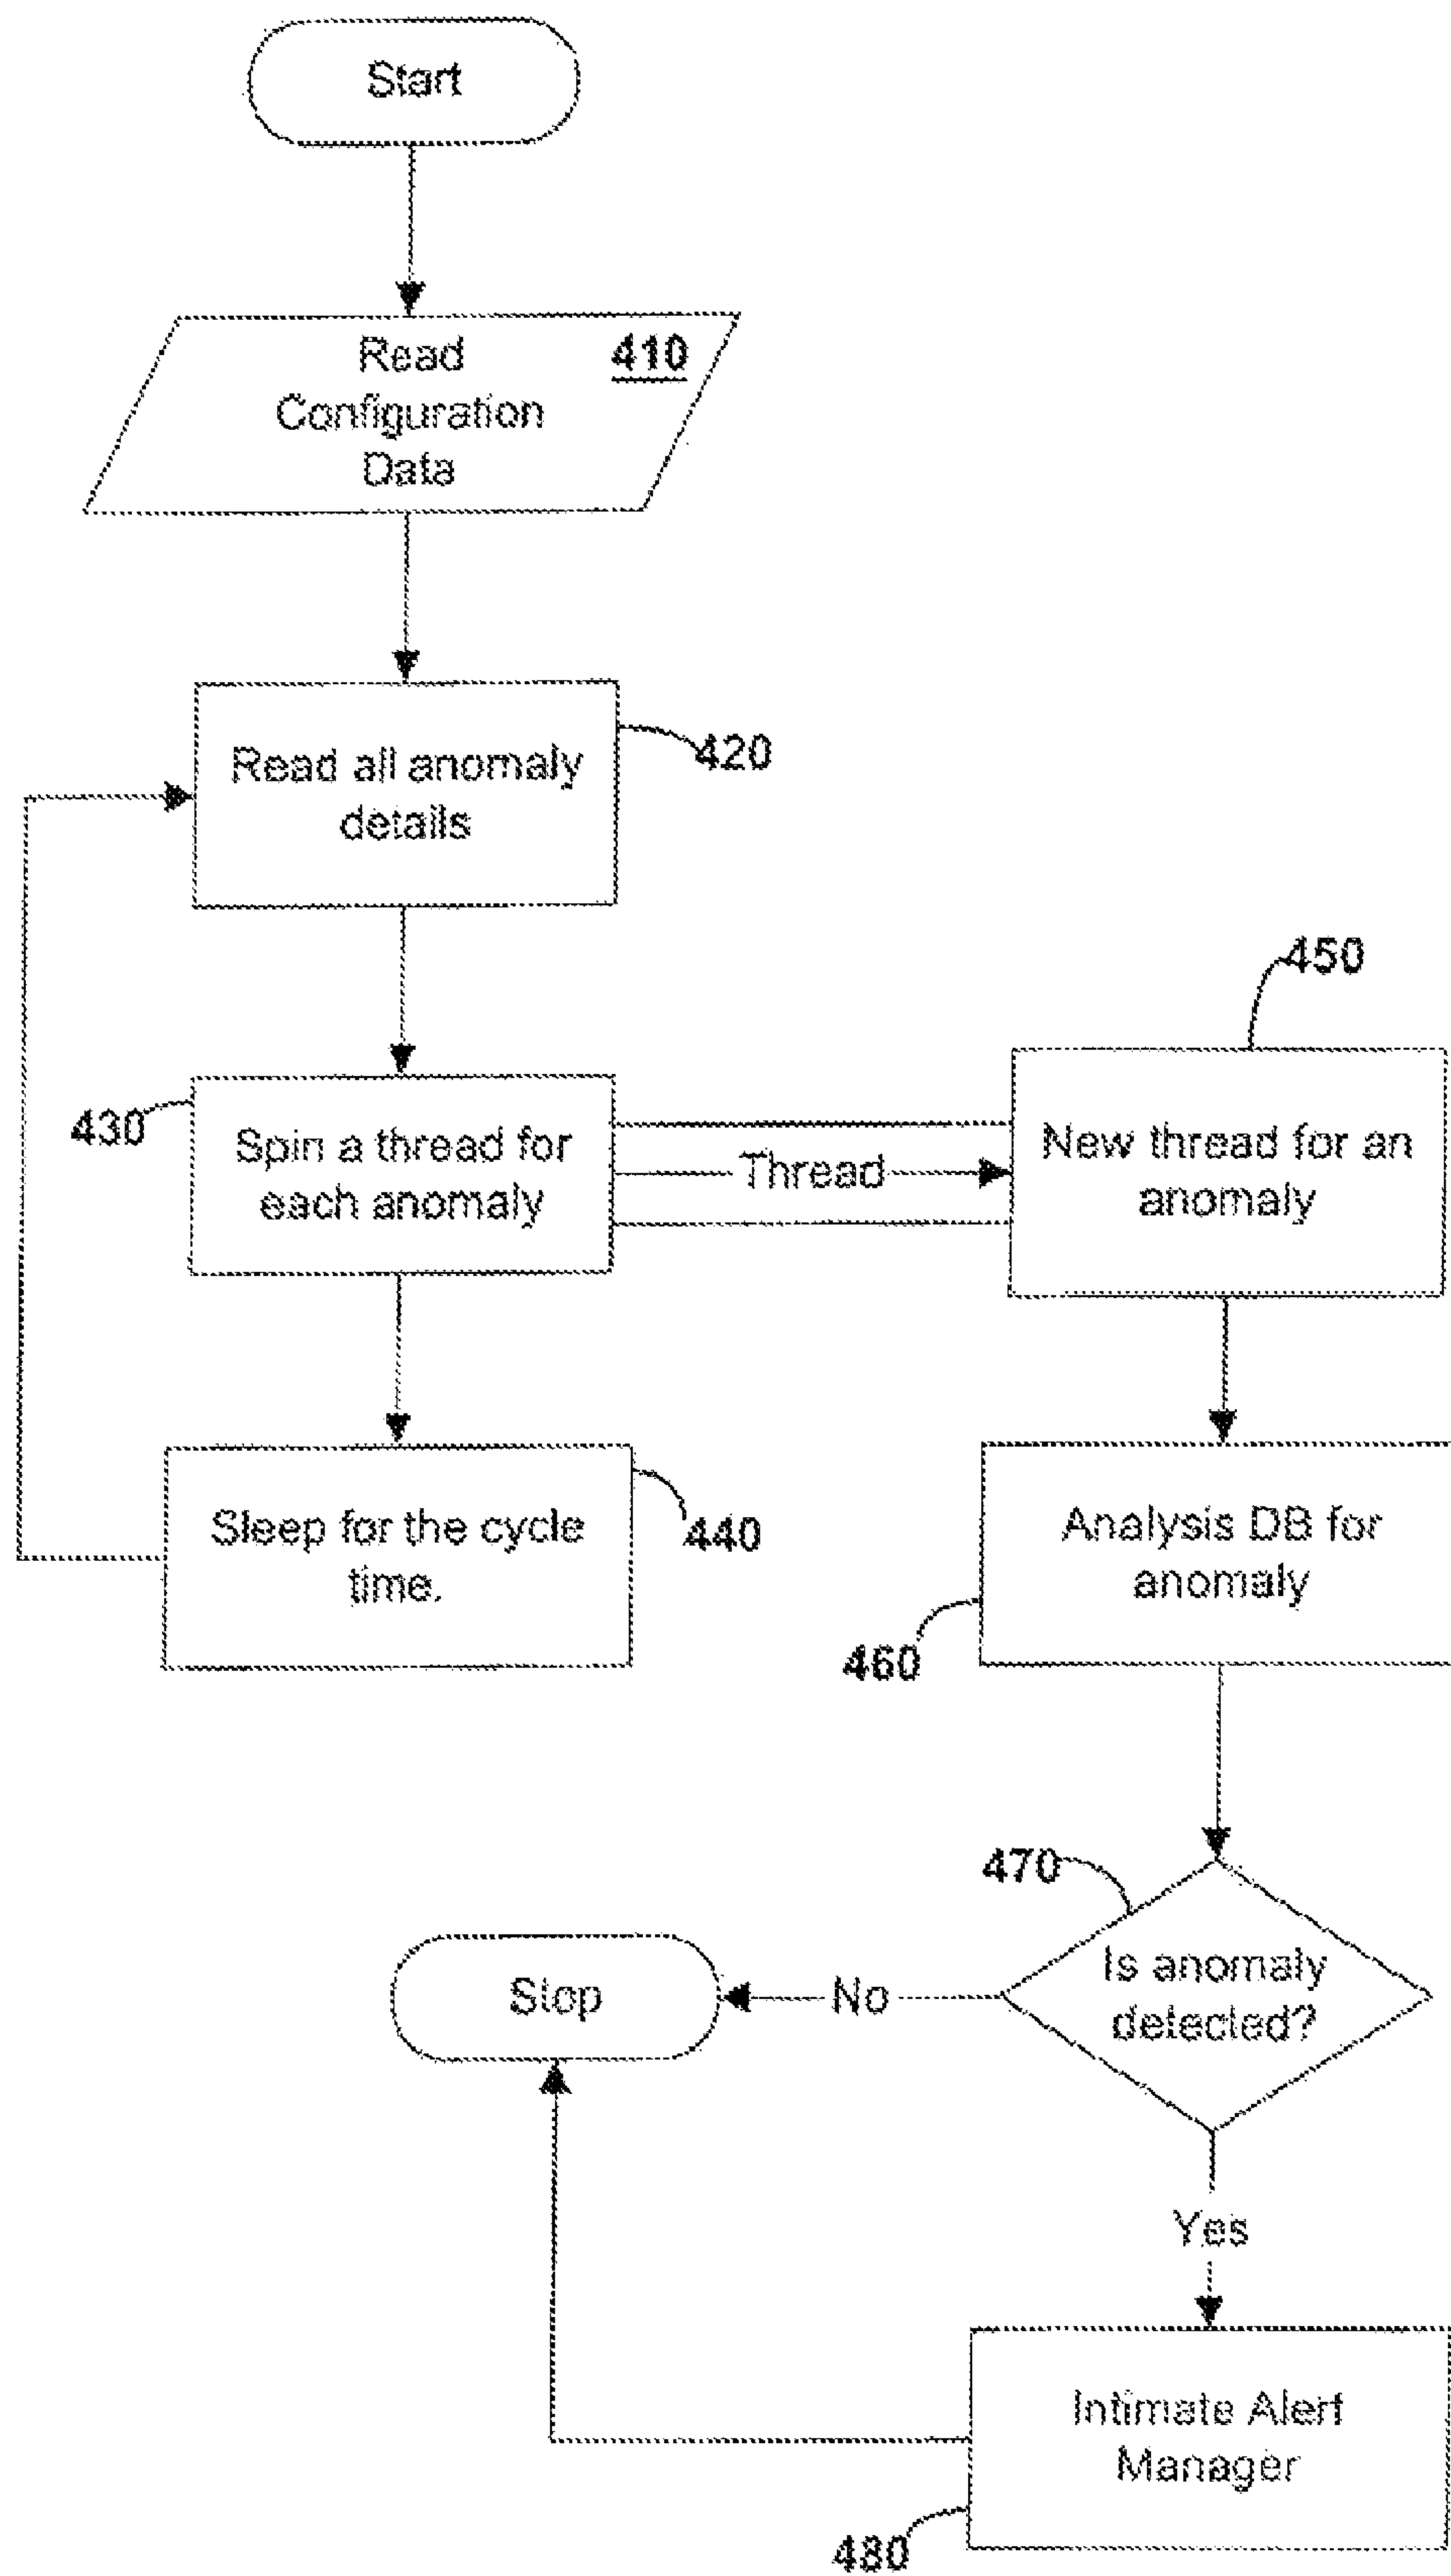 Start
Read
Configuration
Data
410
Read all anomaly
details
420
430
Spin a thread for
each anomaly
Thread
450
New thread for an
anomaly
Sleep for the cycle
time.
440
Analysis DB for
anomaly
460
470
Is anomaly
detected?
No
Stop
Yes
Intimate Alert
Manager
480